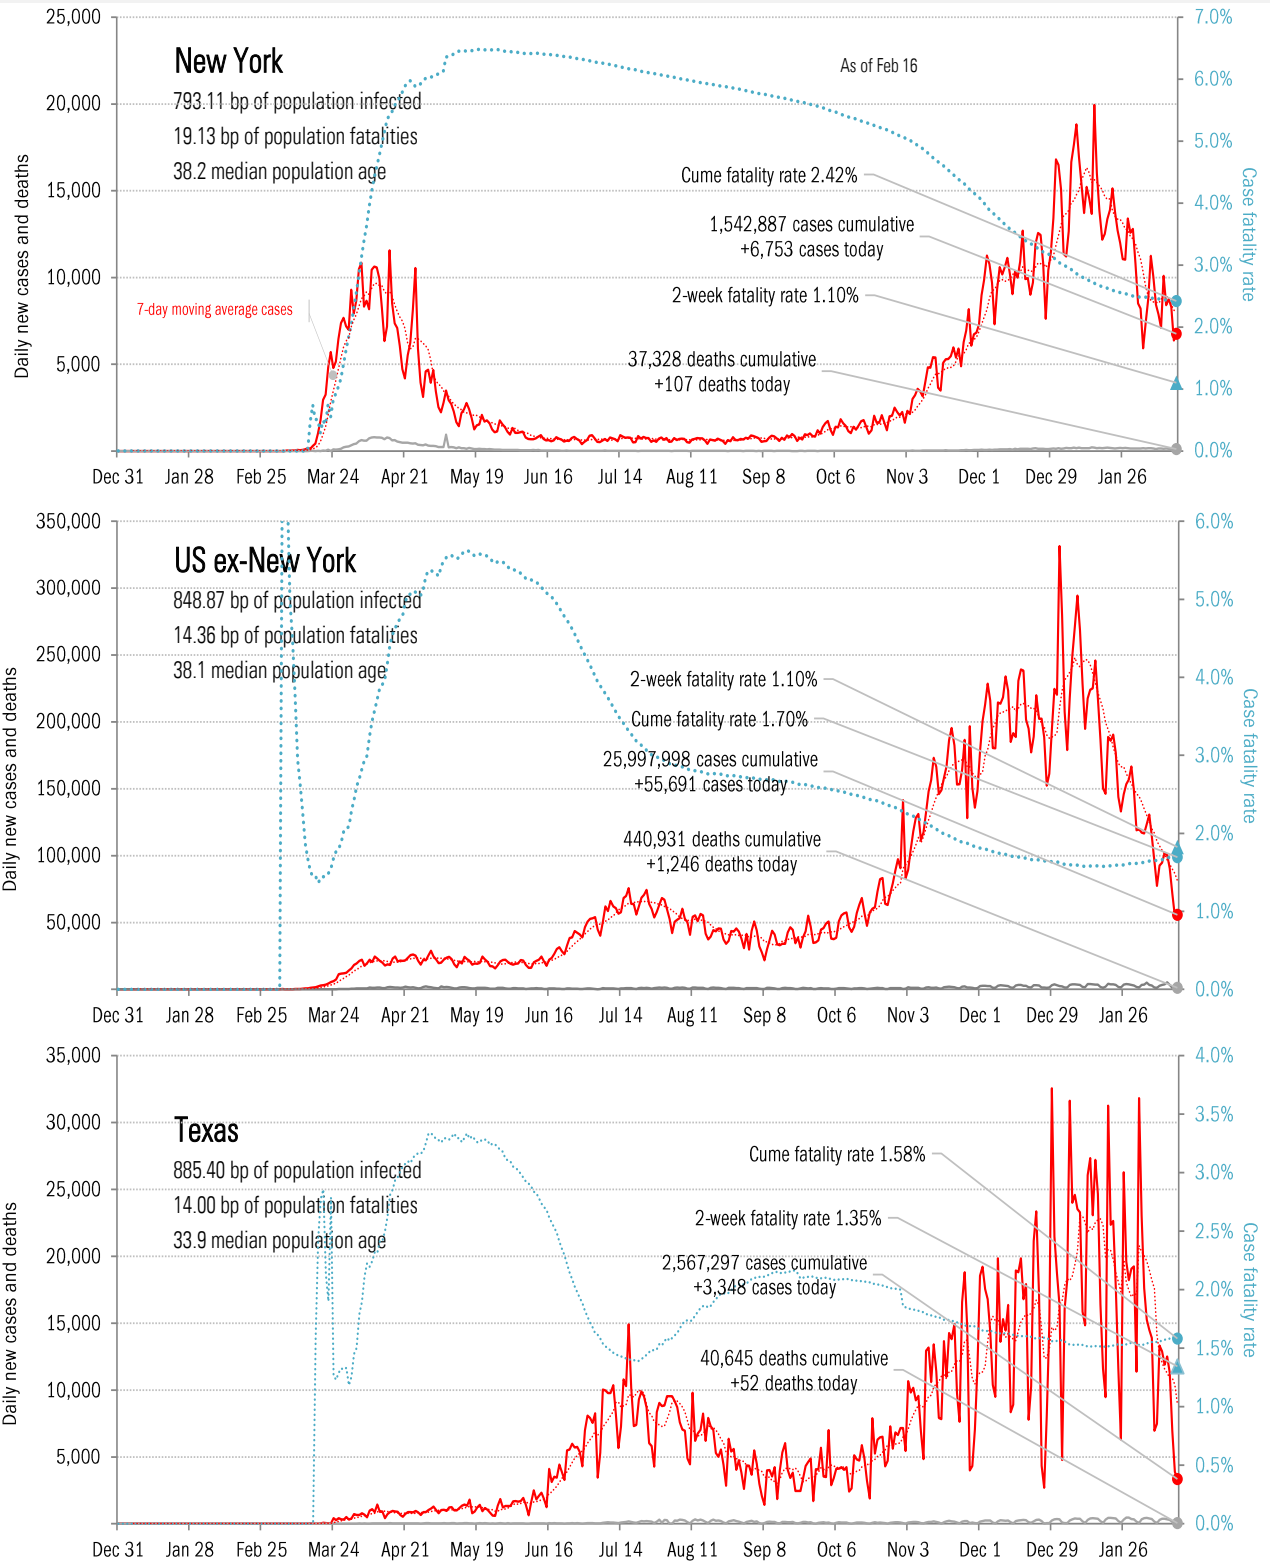 25,000
7.0%
New York
As of Feb 16
793.11 bp of population infected
6.0%
20,000
19.13 bp of population fatalities
5.0%
38.2 median population age
Cume fatality rate 2.42%
15,000
4.0%
1,542,887 cases cumulative
+6,753 cases today
3.0%
10,000
2-week fatality rate 1.10%
7-day moving average cases
2.0%
5,000
37,328 deaths cumulative
+107 deaths today
1.0%
0.0%
Daily new cases and deaths
Case fatality rate
Dec 31 Jan 28 Feb 25 Mar 24 Apr 21 May 19 Jun 16 Jul 14 Aug 11 Sep 8 Oct 6 Nov 3 Dec 1 Dec 29 Jan 26
350,000
6.0%
US ex-New York
300,000
848.87 bp of population infected
5.0%
14.36 bp of population fatalities
250,000
38.1 median population age
2-week fatality rate 1.10%
4.0%
200,000
Cume fatality rate 1.70%
3.0%
25,997,998 cases cumulative
+55,691 cases today
150,000
2.0%
440,931 deaths cumulative
+1,246 deaths today
100,000
1.0%
50,000
0.0%
Daily new cases and deaths
Case fatality rate
Dec 31 Jan 28 Feb 25 Mar 24 Apr 21 May 19 Jun 16 Jul 14 Aug 11 Sep 8 Oct 6 Nov 3 Dec 1 Dec 29 Jan 26
35,000
4.0%
30,000
3.5%
Texas
885.40 bp of population infected
Cume fatality rate 1.58%
3.0%
25,000
14.00 bp of population fatalities
2-week fatality rate 1.35%
2.5%
33.9 median population age
20,000
2,567,297 cases cumulative
+3,348 cases today
2.0%
15,000
1.5%
40,645 deaths cumulative
+52 deaths today
10,000
1.0%
5,000
0.5%
0.0%
Daily new cases and deaths
Case fatality rate
Dec 31 Jan 28 Feb 25 Mar 24 Apr 21 May 19 Jun 16 Jul 14 Aug 11 Sep 8 Oct 6 Nov 3 Dec 1 Dec 29 Jan 26